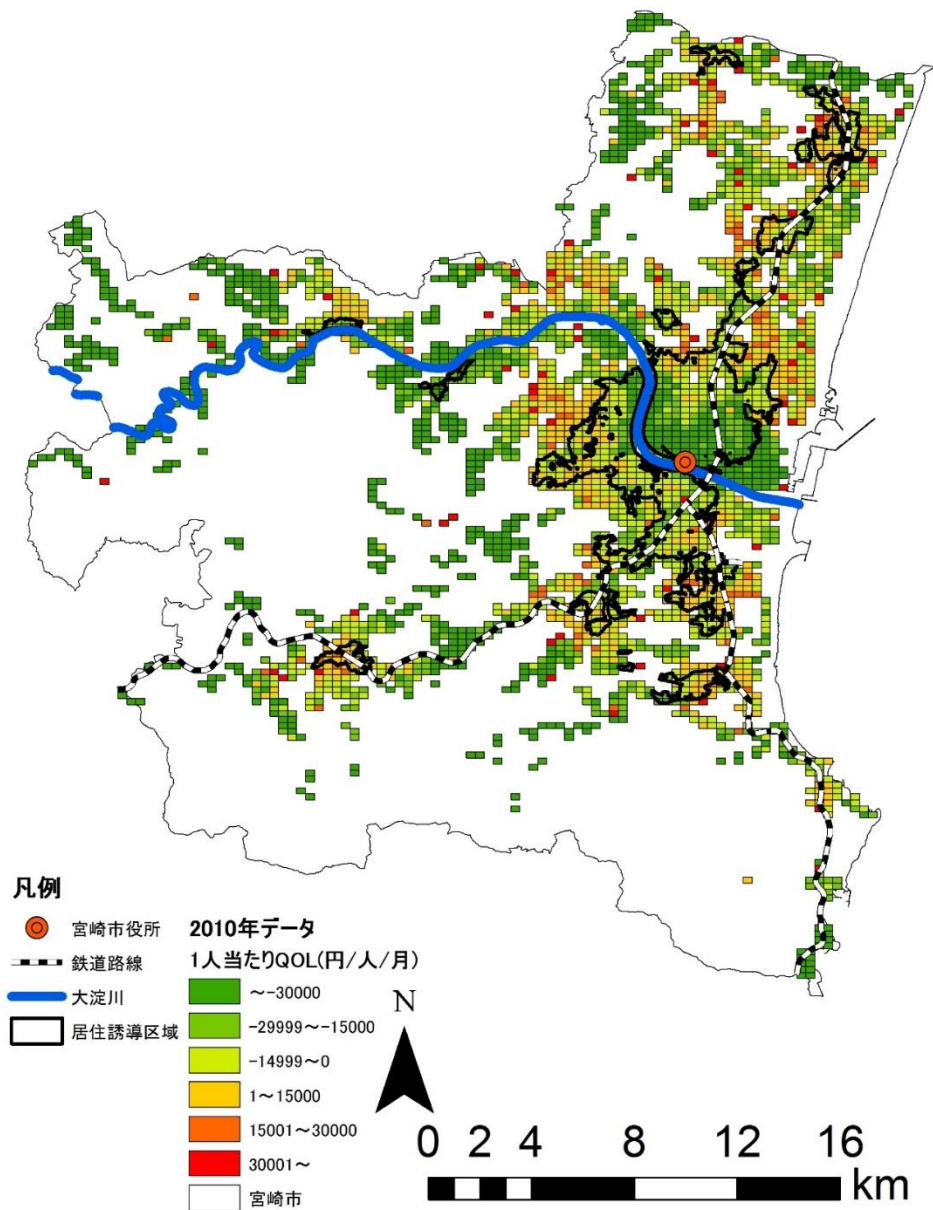 凡例
宮崎市役所
鉄道路線
大淀川
居住誘導区域
2010年データ
1人当たりQOL(円/人/月)
～-30000
-29999～-15000
-14999～0
1～15000
15001～30000
30001～
宮崎市
N
0 2 4 8 12 16
km